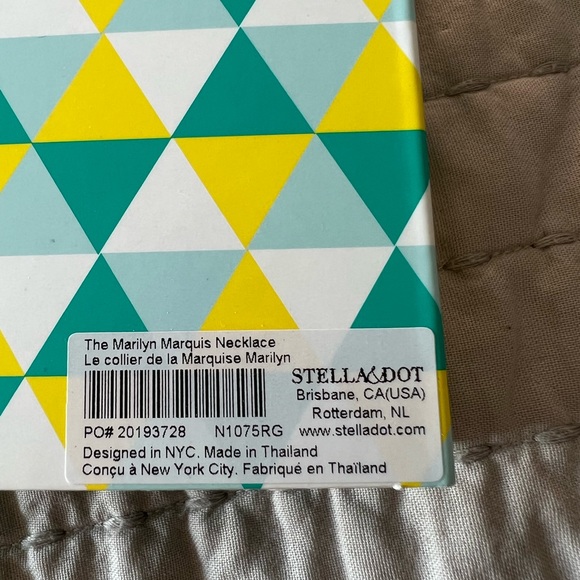 The Marilyn Marquis Necklace
Le collier de la Marquise Marilyn
STELLA&DOT
Brisbane, CA(USA)
Rotterdam, NL
PO# 20193728 N1075RG www.stelladot.com
Designed in NYC. Made in Thailand
Conçu à New York City. Fabriqué en Thaïland